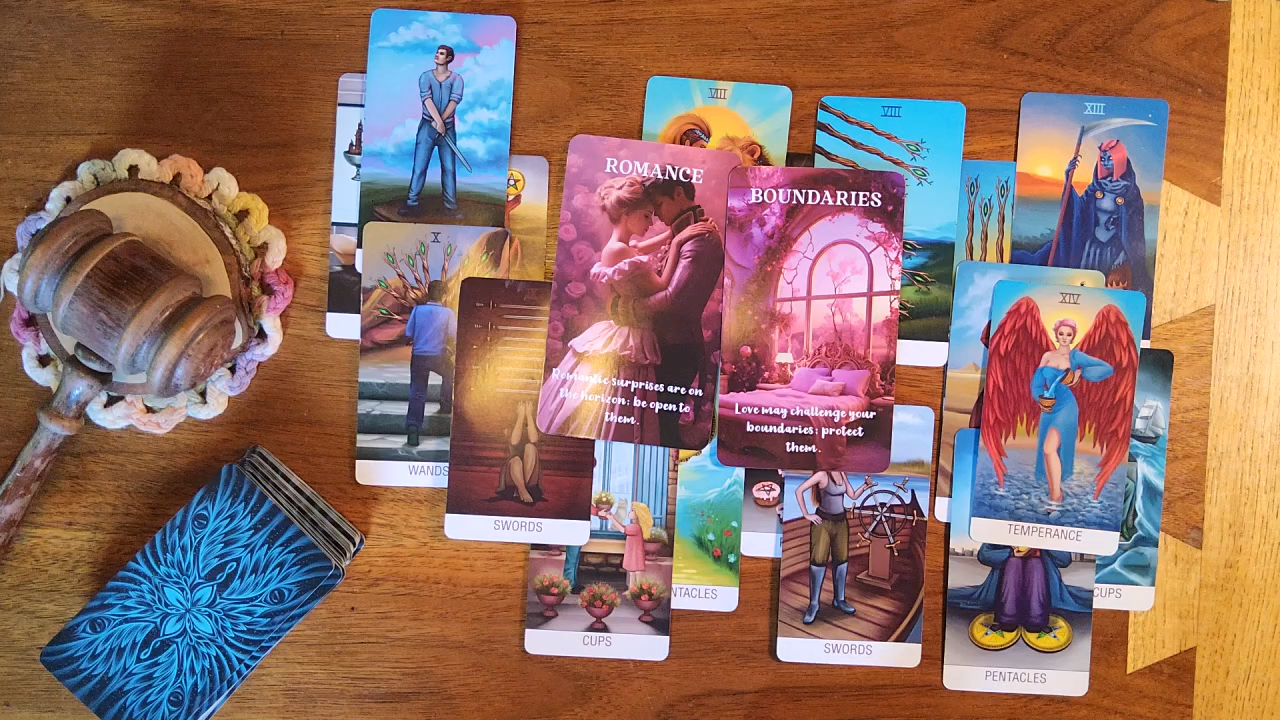 VIII
VIII
XIII
ROMANCE
BOUNDARIES
X
XIV
Romantic surprises are on
the horizon; be open to
them.
Love may challenge your
boundaries; protect
them.
WANDS
SWORDS
TEMPERANCE
NTACLES
CUPS
CUPS
SWORDS
PENTACLES